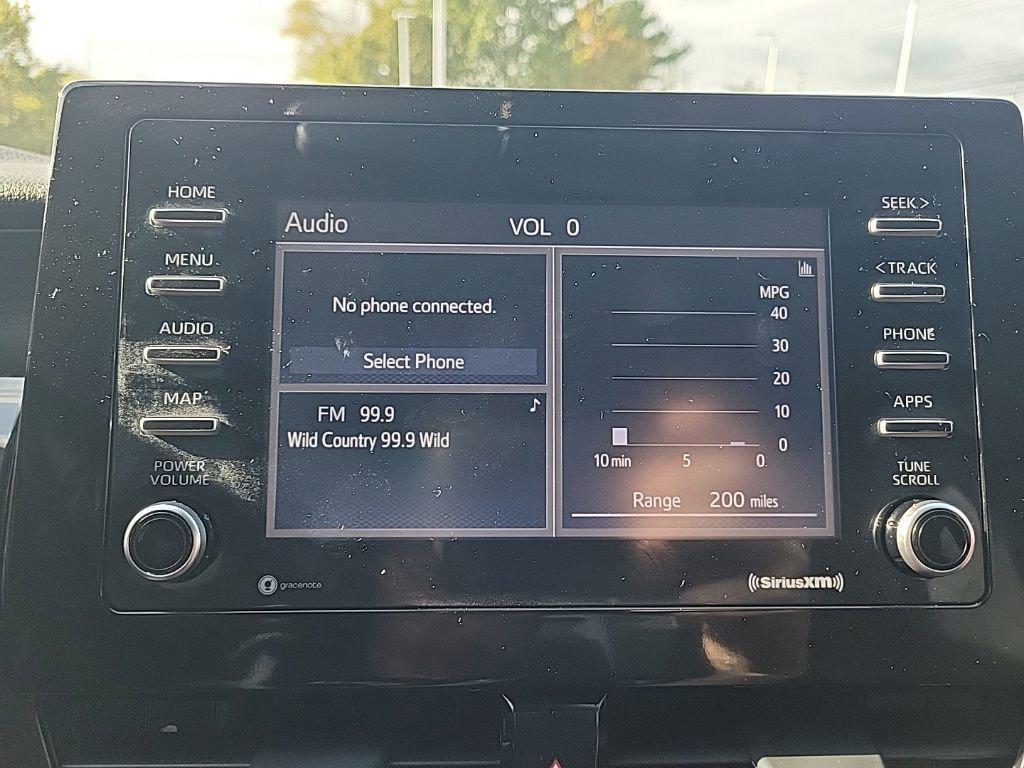 HOME
MENU
AUDIO
MAP
POWER
VOLUME
Audio
VOL 0
No phone connected.
Select Phone
FM 99.9
Wild Country 99.9 Wild
MPG
40
30
20
10
0
10 min 5 0
Range 200 miles
SEEK >
< TRACK
PHONE
APPS
TUNE
SCROLL
gracenote
((SiriusXM))